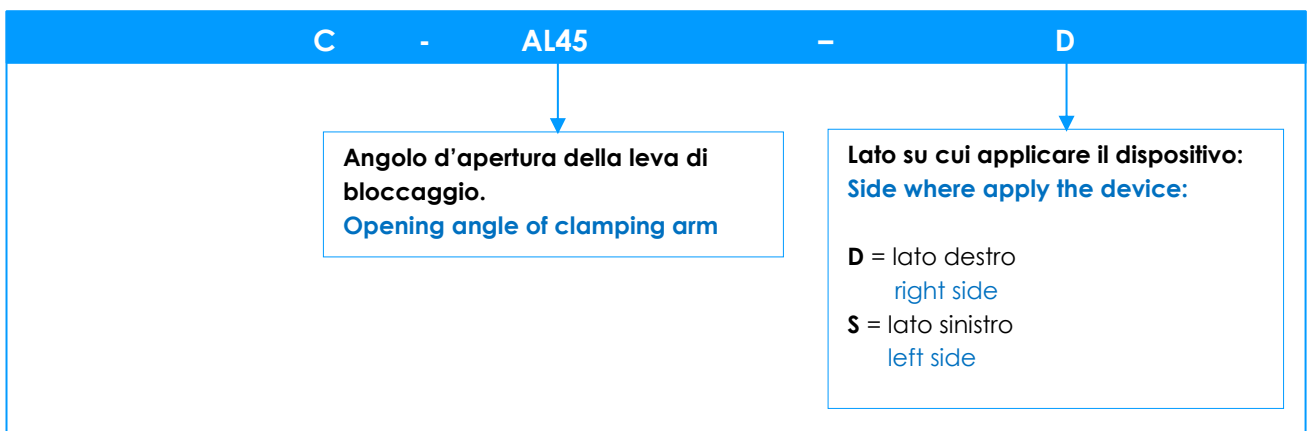 C - AL45 – D
Angolo d’apertura della leva di
bloccaggio.
Opening angle of clamping arm
Lato su cui applicare il dispositivo:
Side where apply the device:
D = lato destro
right side
S = lato sinistro
left side